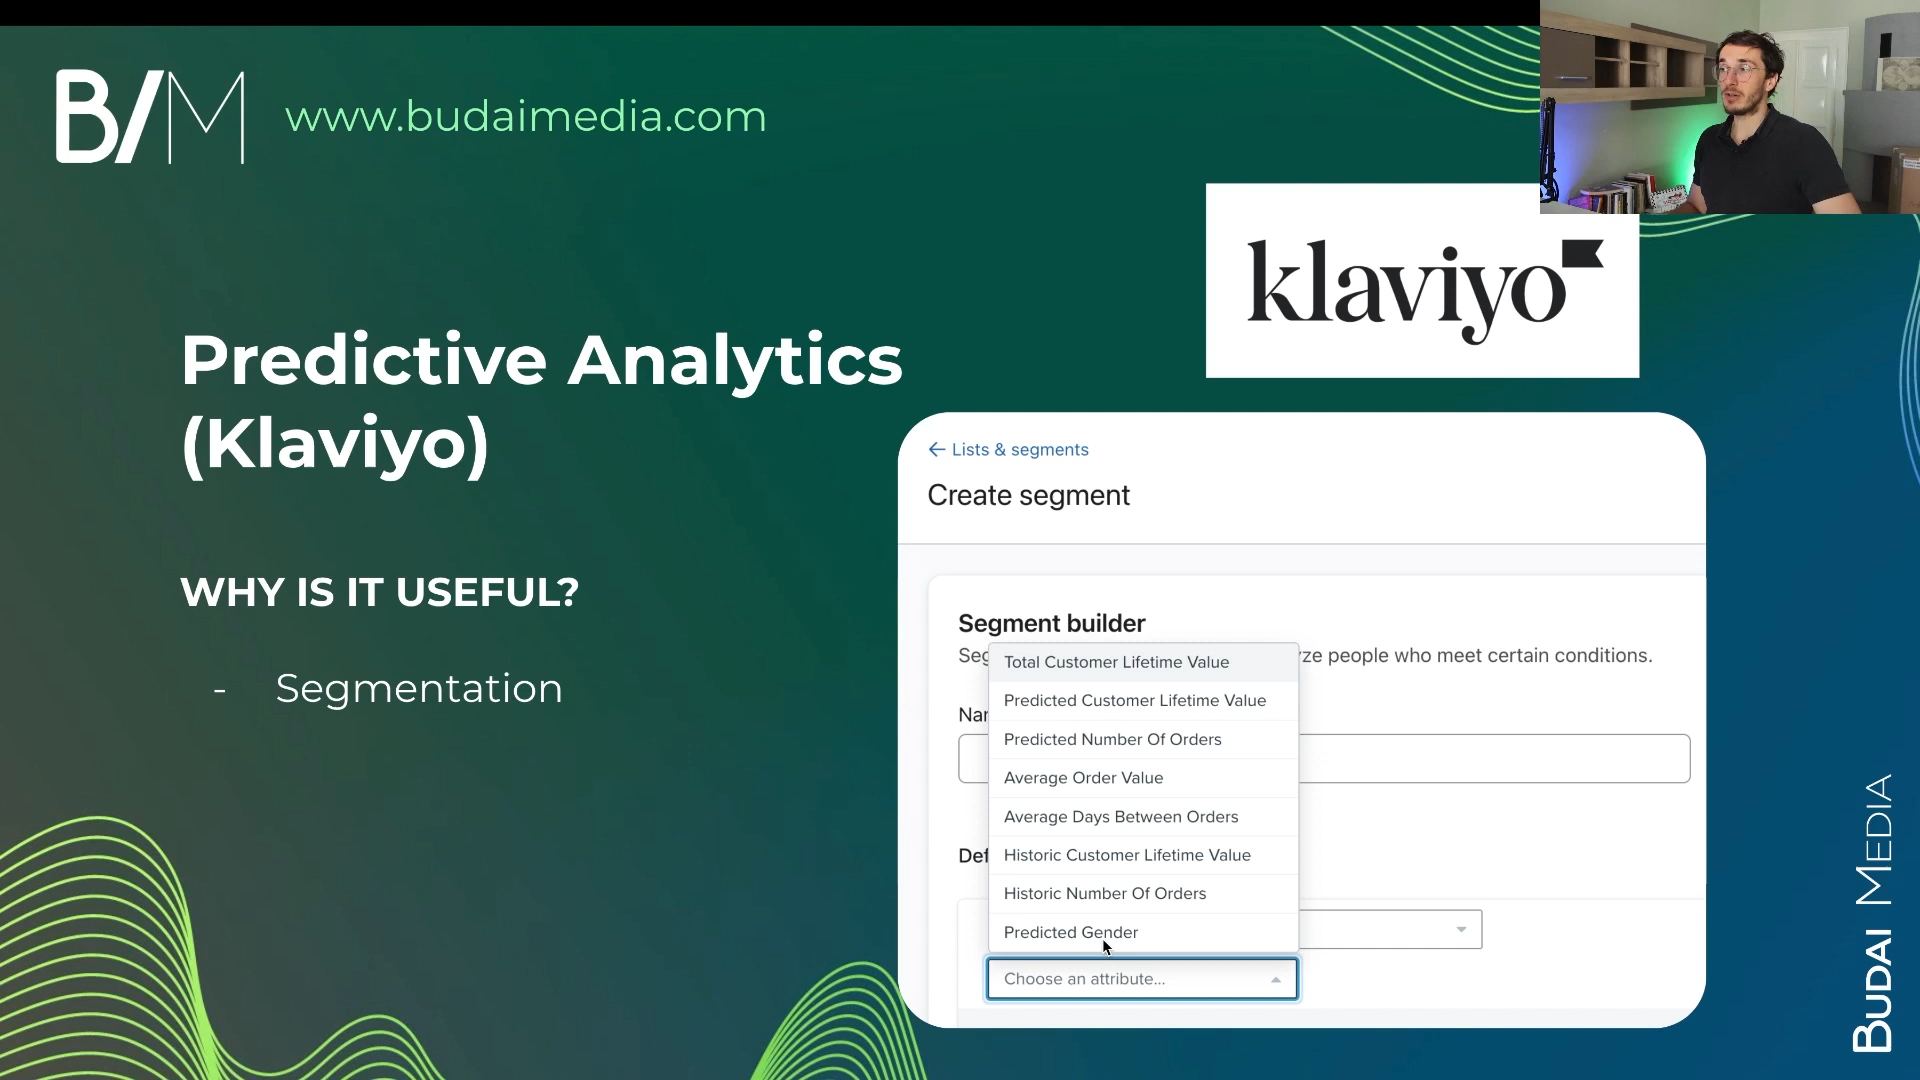 B/M
www.budaimedia.com
klaviyo
Predictive Analytics
(Klaviyo)
WHY IS IT USEFUL?
- Segmentation
← Lists & segments
Create segment
Segment builder
Seg
yze people who meet certain conditions.
Total Customer Lifetime Value
Predicted Customer Lifetime Value
Nar
Predicted Number Of Orders
Average Order Value
Average Days Between Orders
Def
Historic Customer Lifetime Value
Historic Number Of Orders
Predicted Gender
Choose an attribute...
BUDAI MEDIA